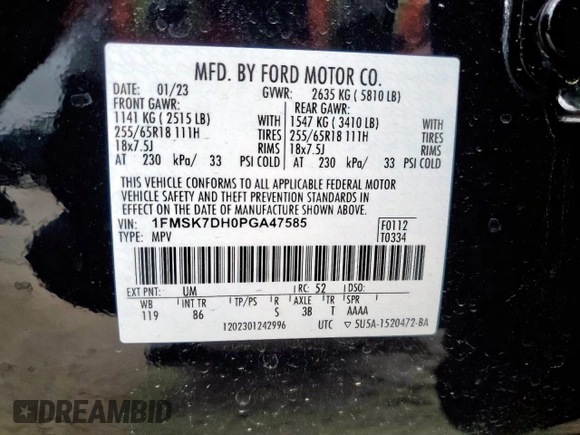 MFD. BY FORD MOTOR CO.
DATE: 01/23 GVWR: 2635 KG ( 5810 LB)
FRONT GAWR: REAR GAWR:
1141 KG ( 2515 LB) 1547 KG ( 3410 LB)
255/65R18 111H TIRES 255/65R18 111H TIRES
18x7.5J RIMS 18x7.5J RIMS
AT 230 kPa/ 33 PSI COLD AT 230 kPa/ 33 PSI COLD
THIS VEHICLE CONFORMS TO ALL APPLICABLE FEDERAL MOTOR
VEHICLE SAFETY AND THEFT PREVENTION STANDARDS IN
EFFECT ON THE DATE OF MANUFACTURE SHOWN ABOVE.
VIN: 1FMSK7DH0PGA47585 F0112
TYPE: MPV T0334
EXT PNT: UM RC: 52 DSO:
WB INT TR TP/PS R AXLE TR SPR
119 86 S 3B T AAAA
1202301242996 UTC ▽ 5U5A-1520472-BA
DREAMBID